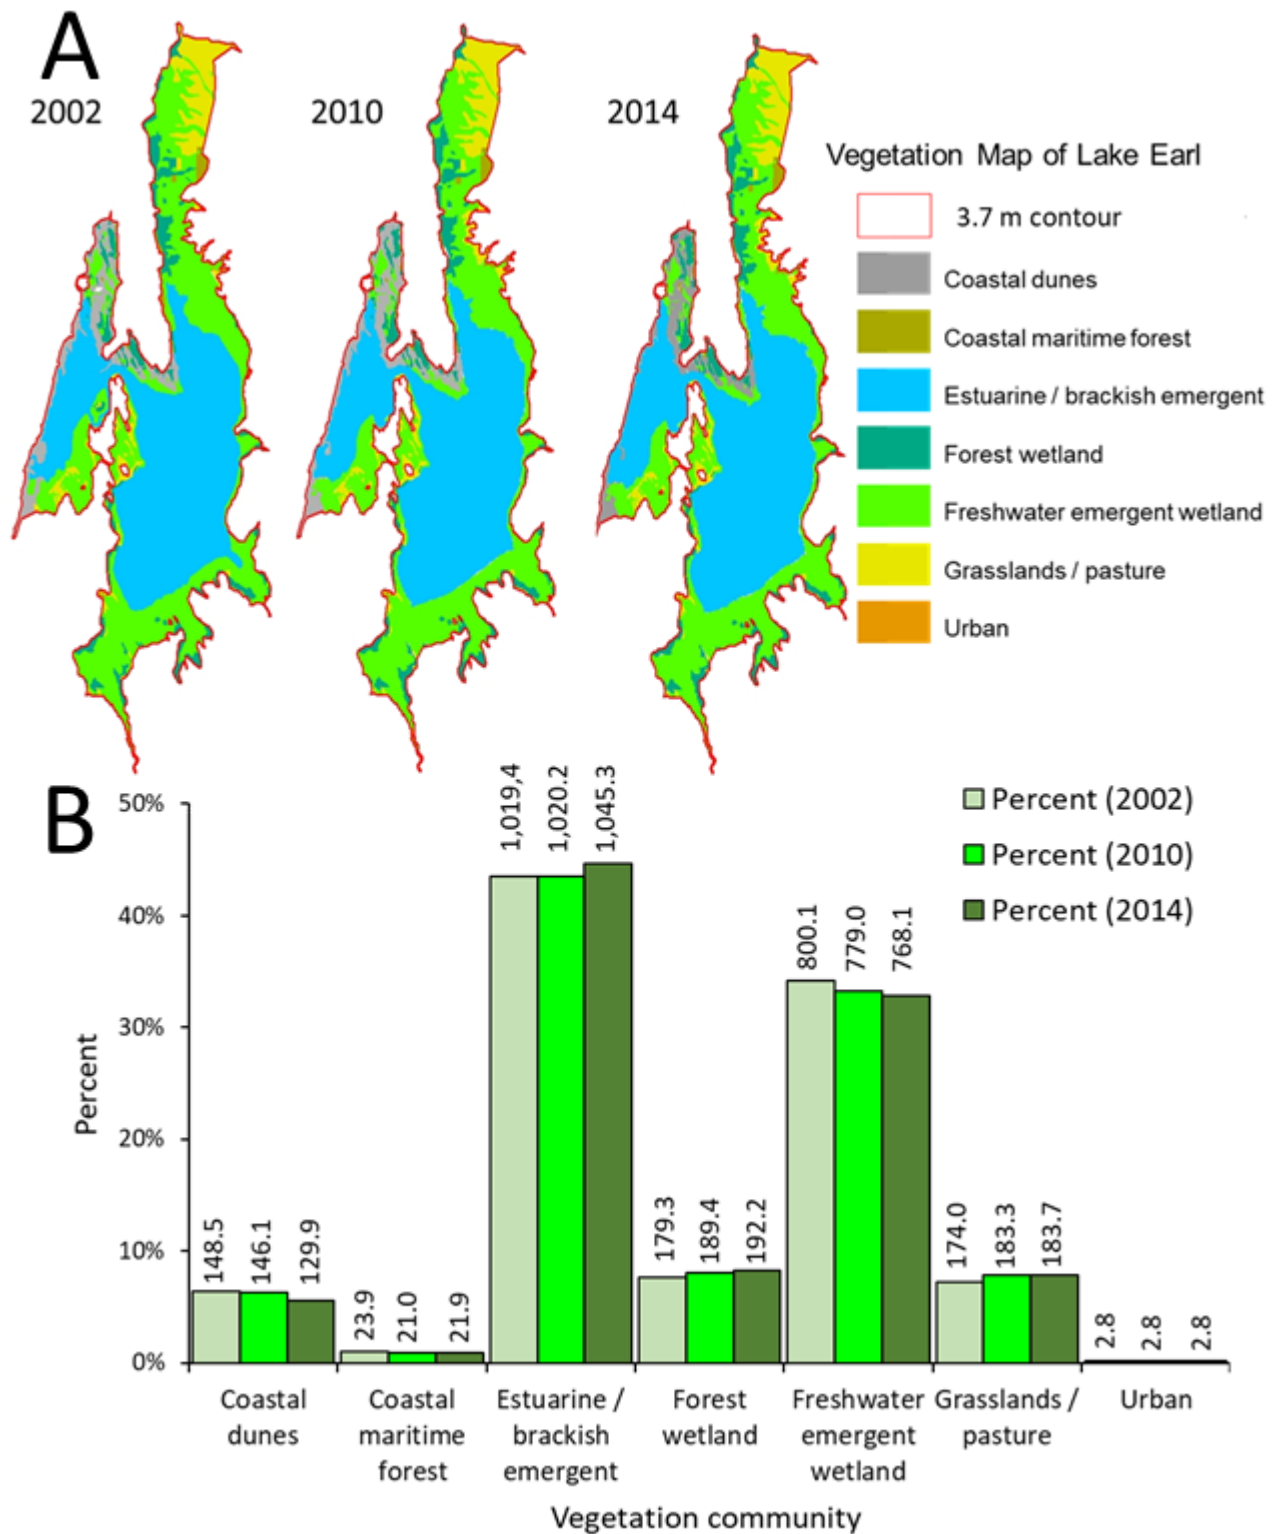 A
2002
2010
2014
Vegetation Map of Lake Earl
3.7 m contour
Coastal dunes
Coastal maritime forest
Estuarine / brackish emergent
Forest wetland
Freshwater emergent wetland
Grasslands / pasture
Urban
B
Percent (2002)
Percent (2010)
Percent (2014)
Percent
50%
40%
30%
20%
10%
0%
148.5
146.1
129.9
23.9
21.0
21.9
1,019,4
1,020.2
1,045.3
179.3
189.4
192.2
800.1
779.0
768.1
174.0
183.3
183.7
2.8
2.8
2.8
Coastal
dunes
Coastal
maritime
forest
Estuarine /
brackish
emergent
Forest
wetland
Freshwater
emergent
wetland
Grasslands /
pasture
Urban
Vegetation community